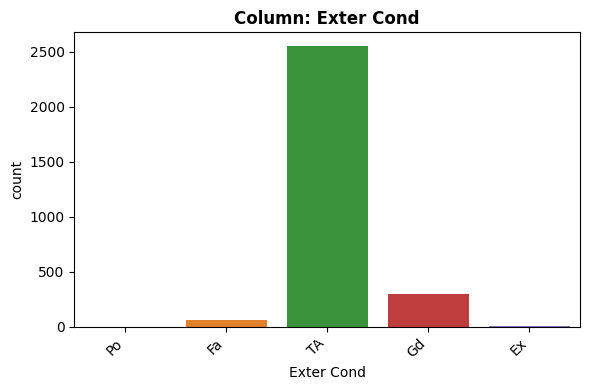 Column: Exter Cond
count
2500
2000
1500
1000
500
0
Po
Fa
TA
Gd
Ex
Exter Cond